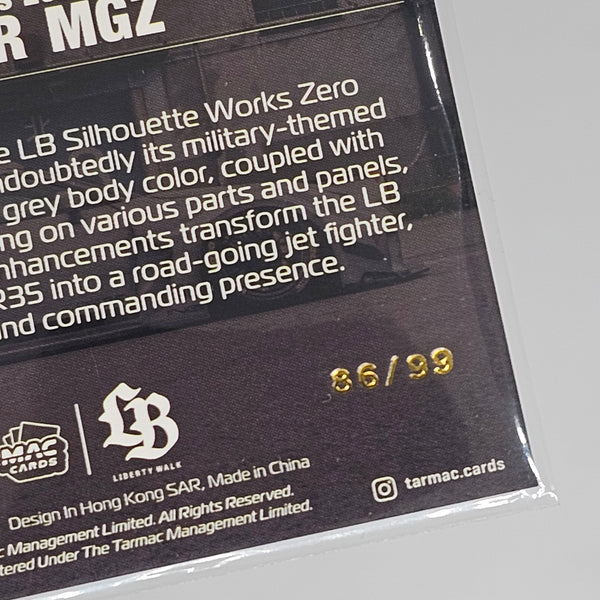 R MGZ
e LB Silhouette Works Zero
ndoubtedly its military-themed
grey body color, coupled with
ng on various parts and panels,
nhancements transform the LB
R35 into a road-going jet fighter,
nd commanding presence.
86/99
MAC
CARDS
LB
LIBERTY WALK
Design In Hong Kong SAR, Made in China
c Management Limited. All Rights Reserved.
tered Under The Tarmac Management Limited.
tarmac.cards